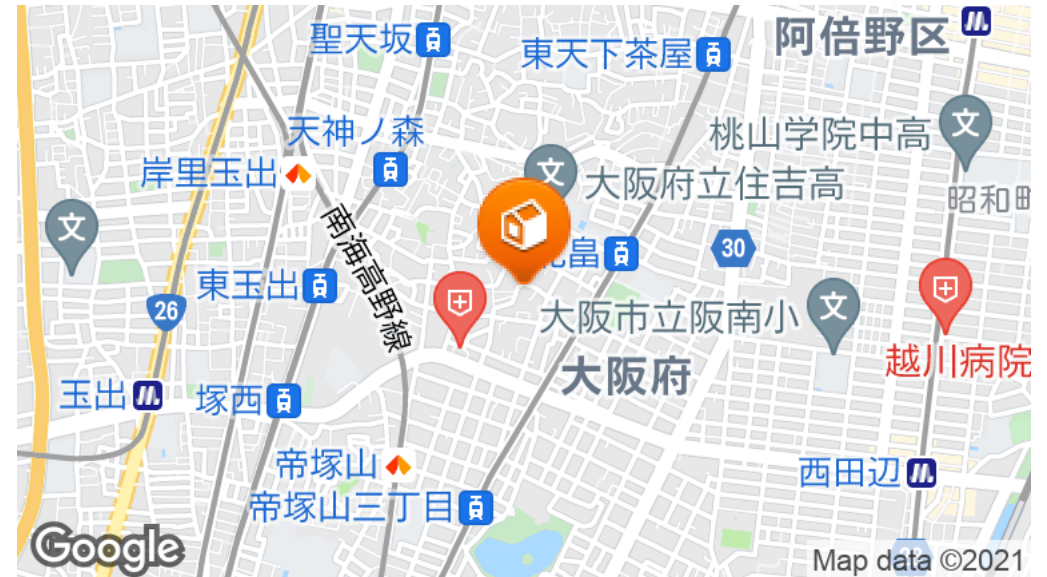 聖天坂
東天下茶屋
阿倍野区
天神ノ森
桃山学院中高
岸里玉出
大阪府立住吉高
文
文
文
昭和町
南海高野線
畠
30
東玉出
26
大阪市立阪南小
文
大阪府
越川病院
玉出
塚西
帝塚山
西田辺
帝塚山三丁目
Google
Map data ©2021